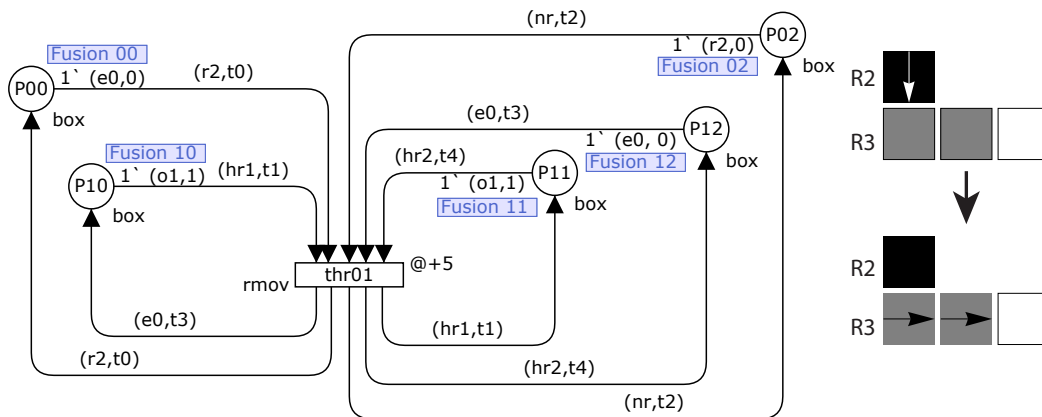 (nr,t2)
Fusion 00
P00
1` (e0,0)
(r2,t0)
box
P02
1` (r2,0)
Fusion 02
box
(e0,t3)
P12
1` (e0, 0)
Fusion 12
box
Fusion 10
P10
1` (o1,1)
(hr1,t1)
box
(hr2,t4)
P11
1` (o1,1)
Fusion 11
box
thr01
@+5
rmov
(e0,t3)
(hr1,t1)
(r2,t0)
(hr2,t4)
(nr,t2)
R2
R3
R2
R3